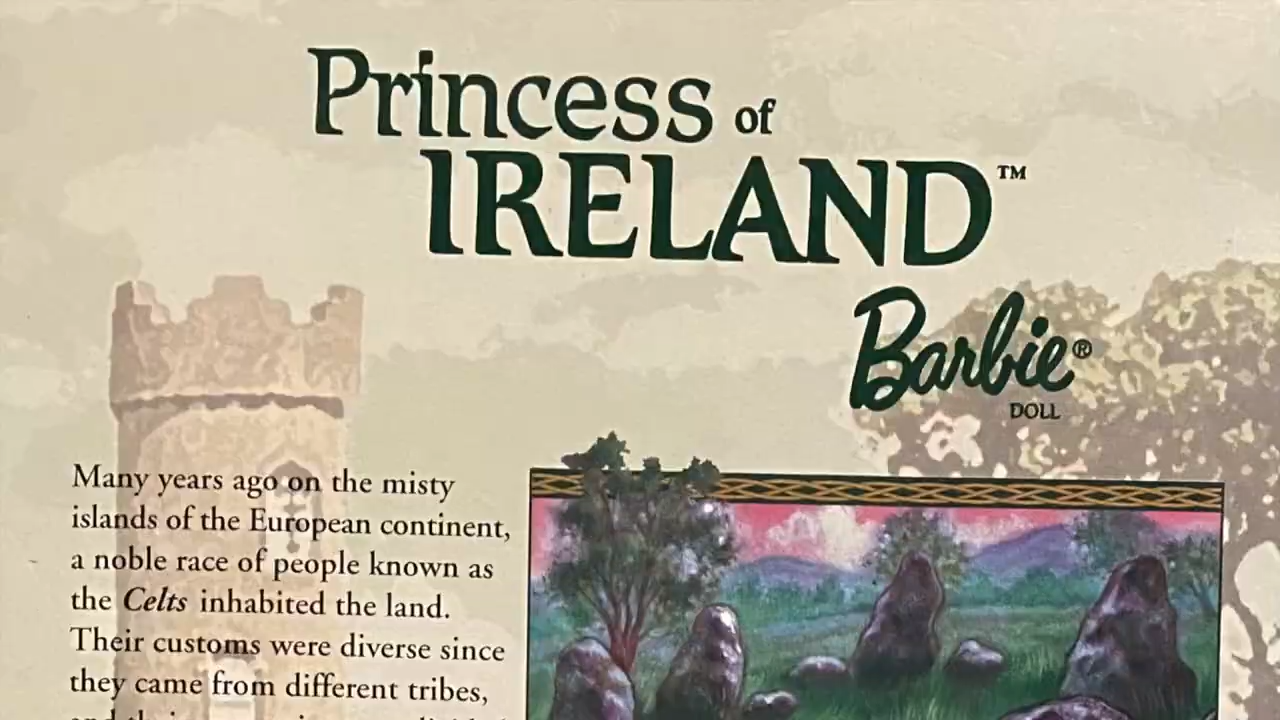 Princess of
IRELAND™
Barbie®
DOLL
Many years ago on the misty
islands of the European continent,
a noble race of people known as
the Celts inhabited the land.
Their customs were diverse since
they came from different tribes,